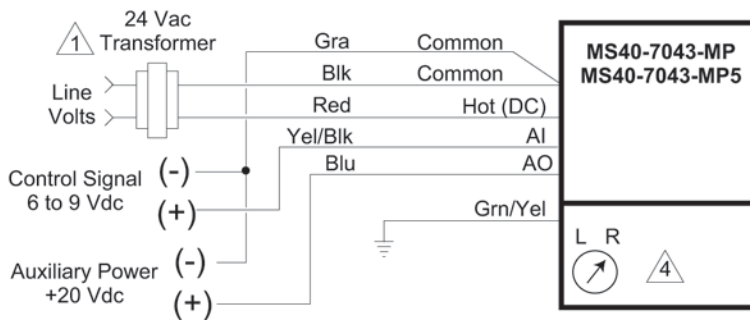 24 Vac
1 Transformer
Line
Volts
Gra Common
Blk Common
Red Hot (DC)
Yel/Blk AI
Blu AO
Grn/Yel
Control Signal (-)
6 to 9 Vdc (+)
Auxiliary Power (-)
+20 Vdc (+)
MS40-7043-MP
MS40-7043-MP5
L R
4